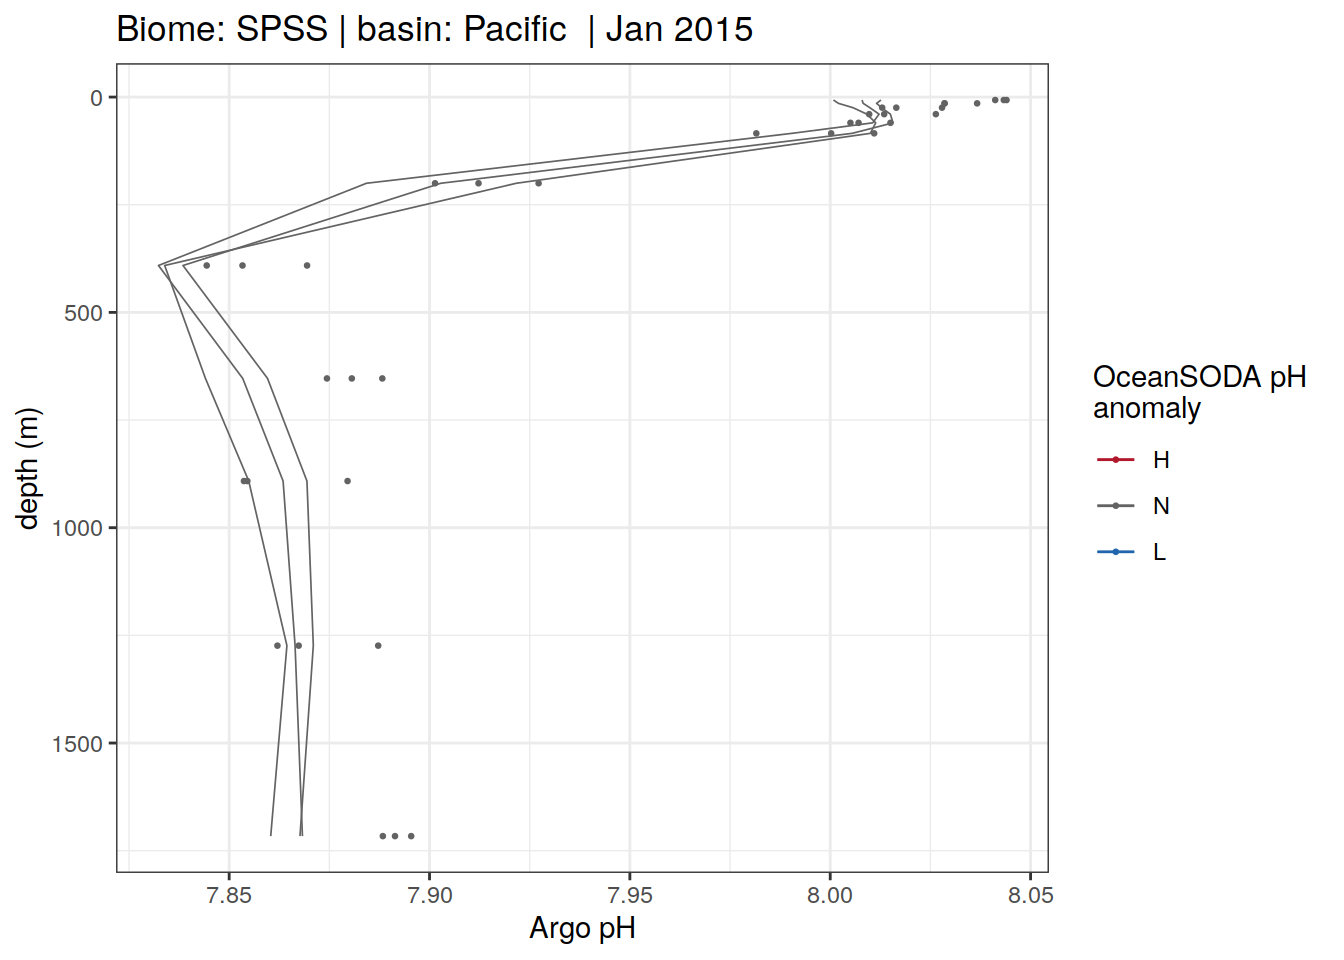 Biome: SPSS | basin: Pacific  | Jan 2015
0
500
1000
1500
depth (m)
7.85
7.90
7.95
8.00
8.05
Argo pH
OceanSODA pH
anomaly
H
N
L